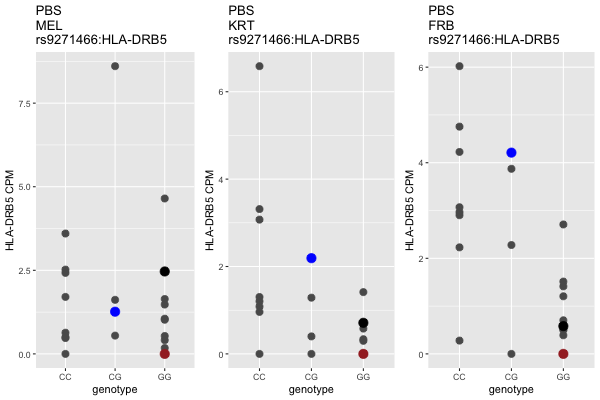 PBS
MEL
rs9271466:HLA-DRB5
HLA-DRB5 CPM
7.5
5.0
2.5
0.0
CC CG GG
genotype
PBS
KRT
rs9271466:HLA-DRB5
HLA-DRB5 CPM
6
4
2
0
CC CG GG
genotype
PBS
FRB
rs9271466:HLA-DRB5
HLA-DRB5 CPM
6
4
2
0
CC CG GG
genotype